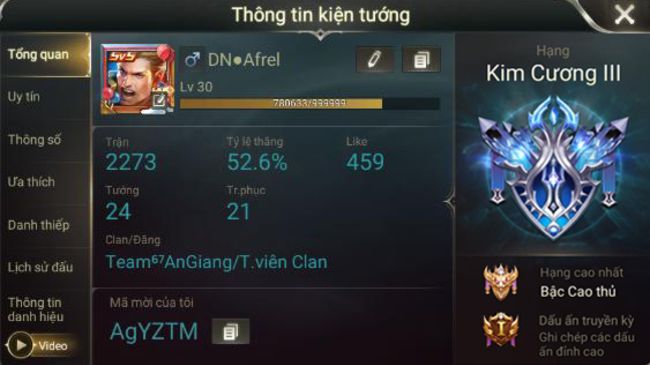 Thông tin kiện tướng
Tổng quan
Uy tín
Thông số
Ưa thích
Danh thiếp
Lịch sử đấu
Thông tin
danh hiệu
Video
5v5
DN●Afrel
Lv 30
780633/999999
Trận
Tỷ lệ thắng
Like
2273
52.6%
459
Tướng
Tr.phục
24
21
Clan/Đăng
Team⁶⁷AnGiang/T.viên Clan
Mã mời của tôi
AgYZTM
Hạng
Kim Cương III
Hạng cao nhất
Bậc Cao thủ
Dấu ấn truyền kỳ
Ghi chép các dấu
ấn đỉnh cao